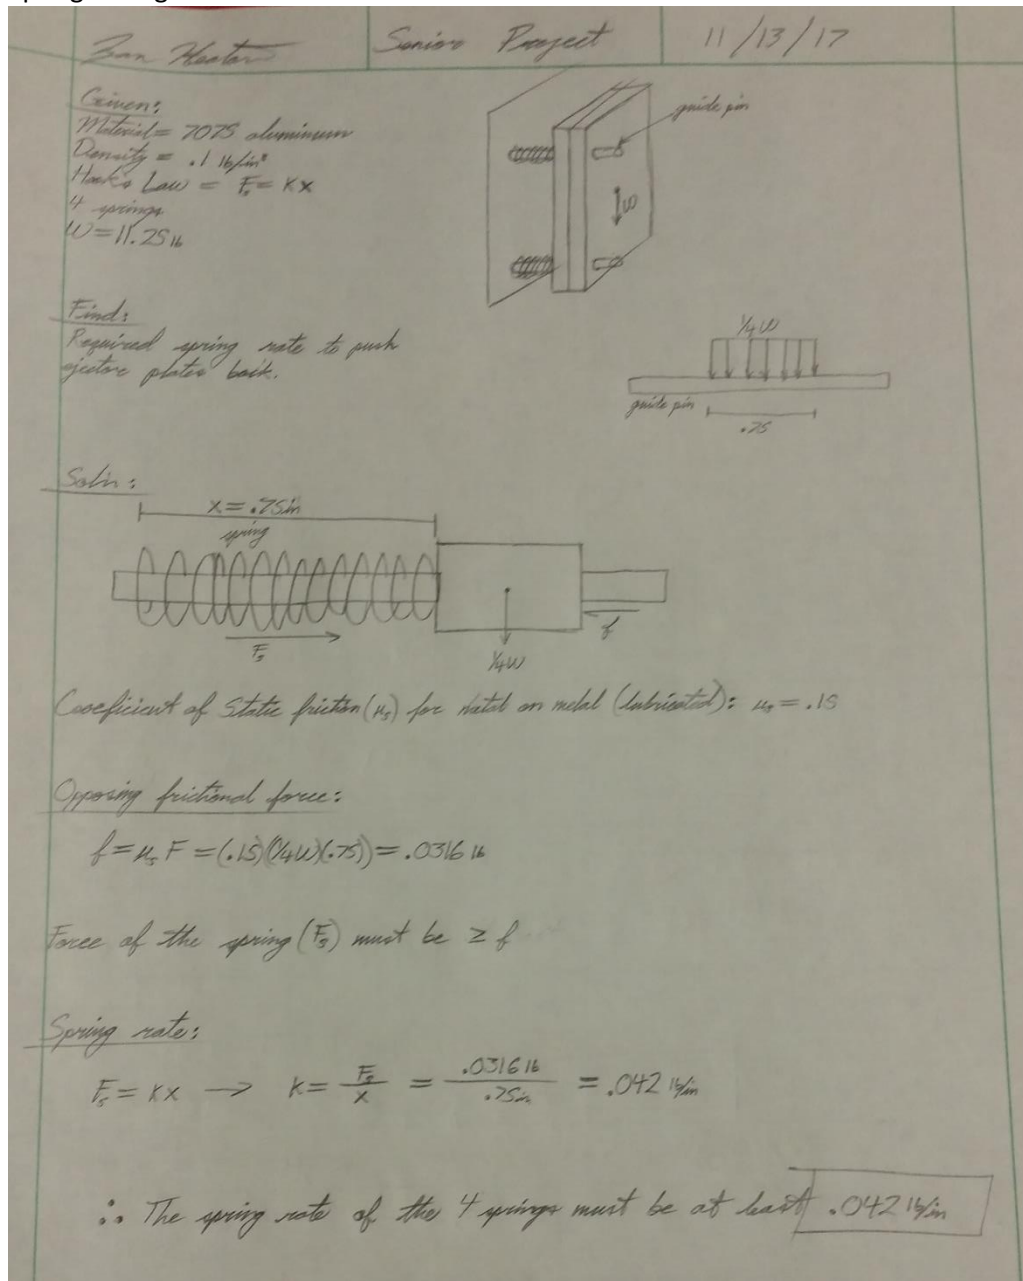 Senior Project
11/13/17
Given:
Material = 7075 aluminum
Density = .1 lb/in³
Hook's Law = Fₛ = Kx
4 springs
W = 11.25 lb
guide pin
W
Find:
Required spring rate to push
ejector plates back.
1/4 W
guide pin
.75
Sol'n:
x = .75in
spring
Fₛ
1/4 W
f
Coeficient of Static friction (μₛ) for metal on metal (lubricated): μₛ = .15
Opposing frictional force:
f = μₛ F = (.15)(1/4W)(.75)) = .0316 lb
Force of the spring (Fₛ) must be ≥ f
Spring rate:
Fₛ = Kx → K = Fₛ/x = .0316 lb/.75in = .042 lb/in
∴ The spring rate of the 4 springs must be at least .042 lb/in